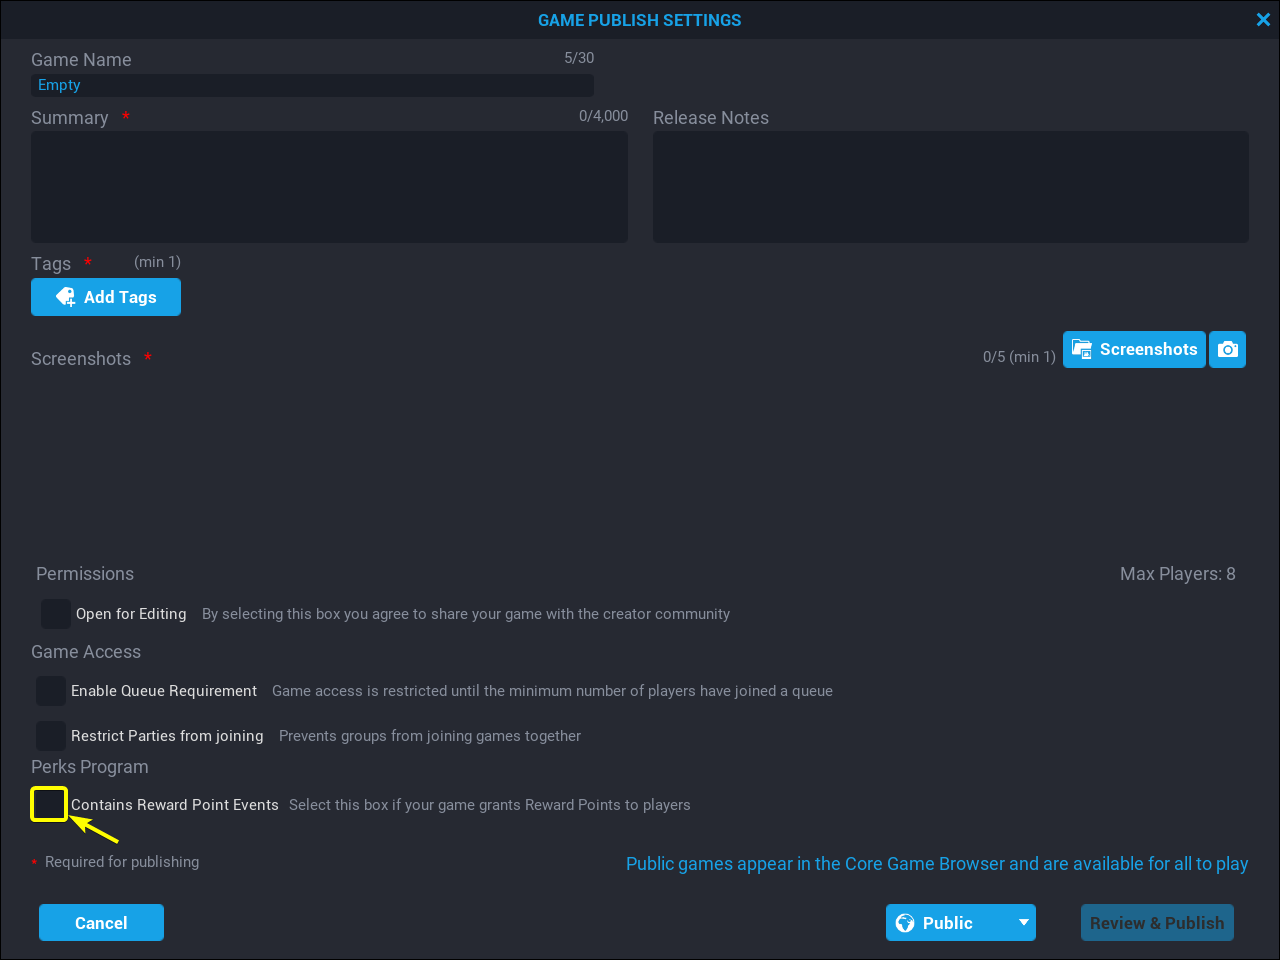 GAME PUBLISH SETTINGS
Game Name 5/30
Empty
Summary * 0/4,000 Release Notes
Tags * (min 1)
Add Tags
Screenshots * 0/5 (min 1) Screenshots
Permissions Max Players: 8
Open for Editing By selecting this box you agree to share your game with the creator community
Game Access
Enable Queue Requirement Game access is restricted until the minimum number of players have joined a queue
Restrict Parties from joining Prevents groups from joining games together
Perks Program
Contains Reward Point Events Select this box if your game grants Reward Points to players
* Required for publishing Public games appear in the Core Game Browser and are available for all to play
Cancel Public Review & Publish